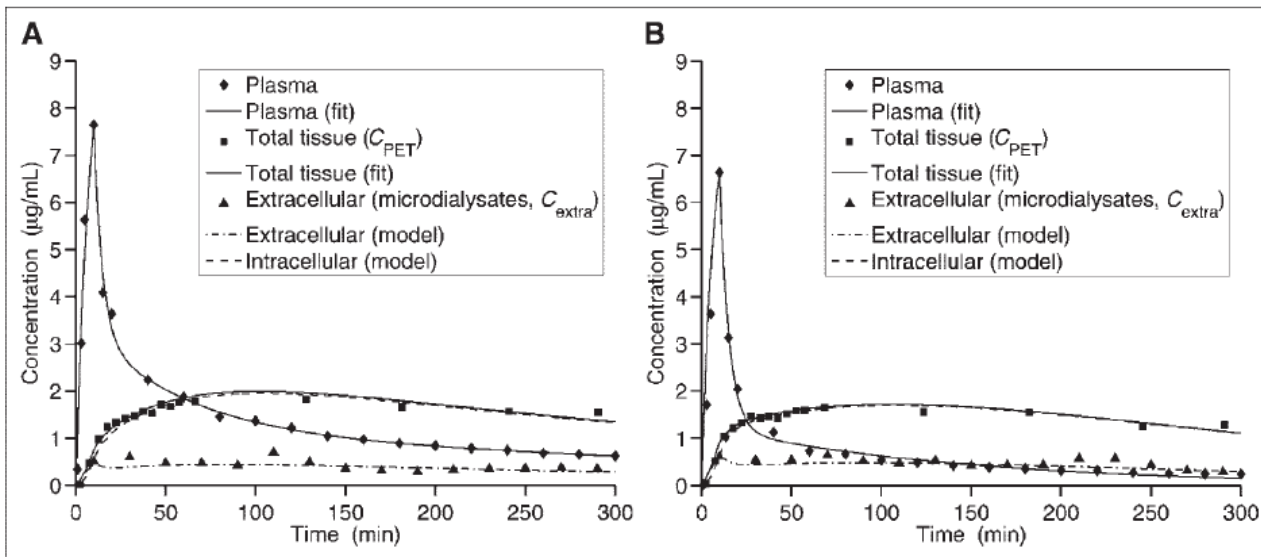 A
9
8
7
6
5
4
3
2
1
0
Concentration (µg/mL)
Plasma
Plasma (fit)
Total tissue (CPET)
Total tissue (fit)
Extracellular (microdialysates, Cextra)
Extracellular (model)
Intracellular (model)
0 50 100 150 200 250 300
Time (min)
B
9
8
7
6
5
4
3
2
1
0
Concentration (µg/mL)
Plasma
Plasma (fit)
Total tissue (CPET)
Total tissue (fit)
Extracellular (microdialysates, Cextra)
Extracellular (model)
Intracellular (model)
0 50 100 150 200 250 300
Time (min)